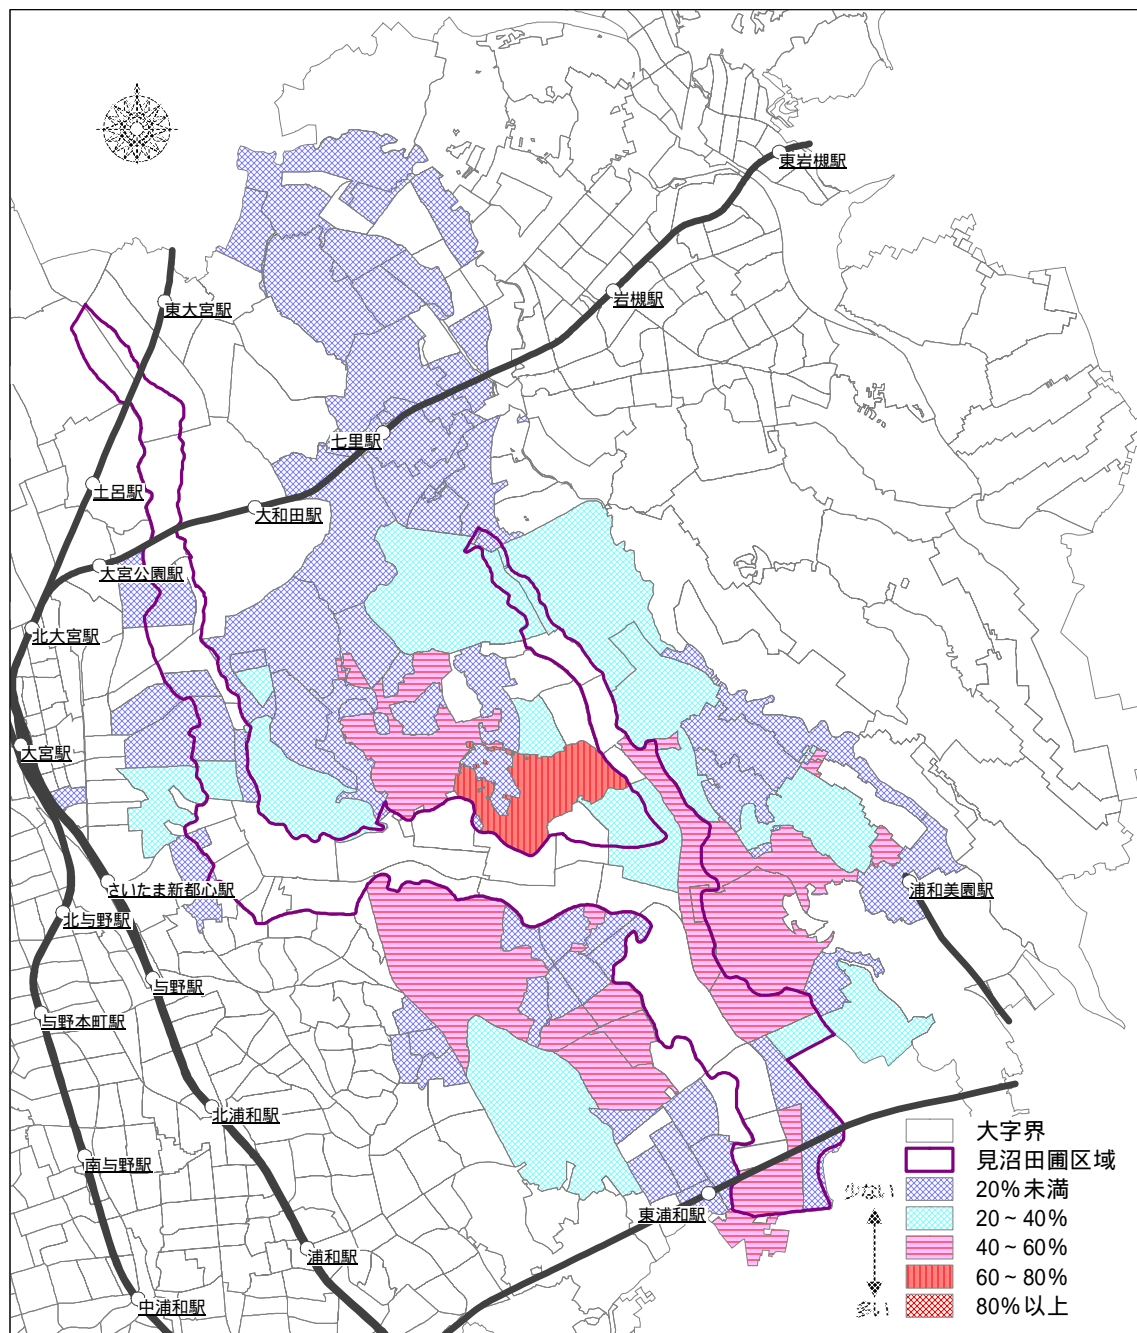 東岩槻駅
岩槻駅
東大宮駅
七里駅
土呂駅
大和田駅
大宮公園駅
北大宮駅
大宮駅
さいたま新都心駅
浦和美園駅
北与野駅
与野駅
与野本町駅
北浦和駅
南与野駅
東浦和駅
浦和駅
中浦和駅
大字界
見沼田圃区域
少ない
20%未満
20~40%
40~60%
60~80%
多い
80%以上